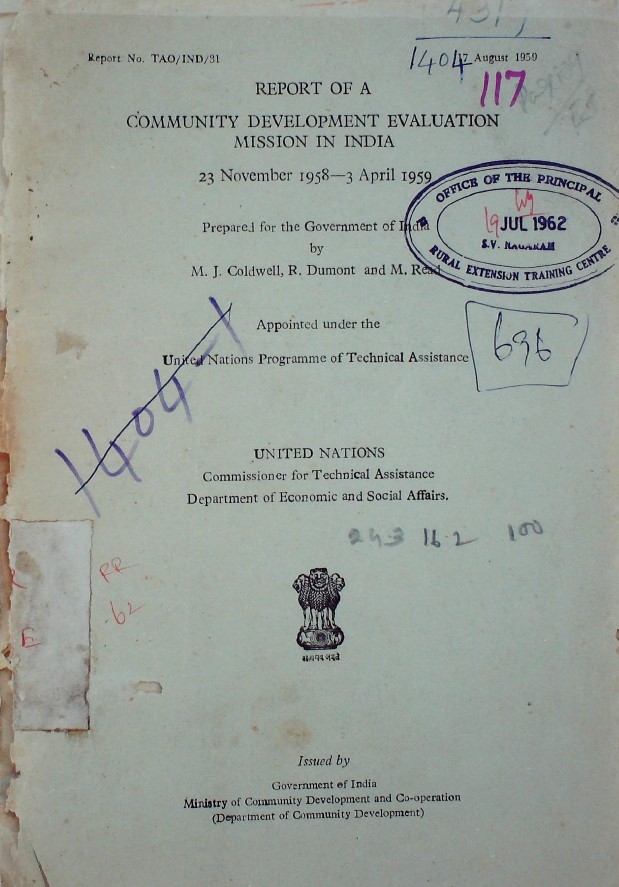 Report No. TAO/IND/31
17 August 1959
1404
117
REPORT OF A
COMMUNITY DEVELOPMENT EVALUATION
MISSION IN INDIA
23 November 1958—3 April 1959
OFFICE OF THE PRINCIPAL
19 JUL 1962
S.V. NAGARAM
RURAL EXTENSION TRAINING CENTRE
Prepared for the Government of India
by
M. J. Coldwell, R. Dumont and M. Read
Appointed under the
United Nations Programme of Technical Assistance
696
1404-1
UNITED NATIONS
Commissioner for Technical Assistance
Department of Economic and Social Affairs.
243 16.2 100
RR
62
E
सत्यमेव जयते
Issued by
Government of India
Ministry of Community Development and Co-operation
(Department of Community Development)